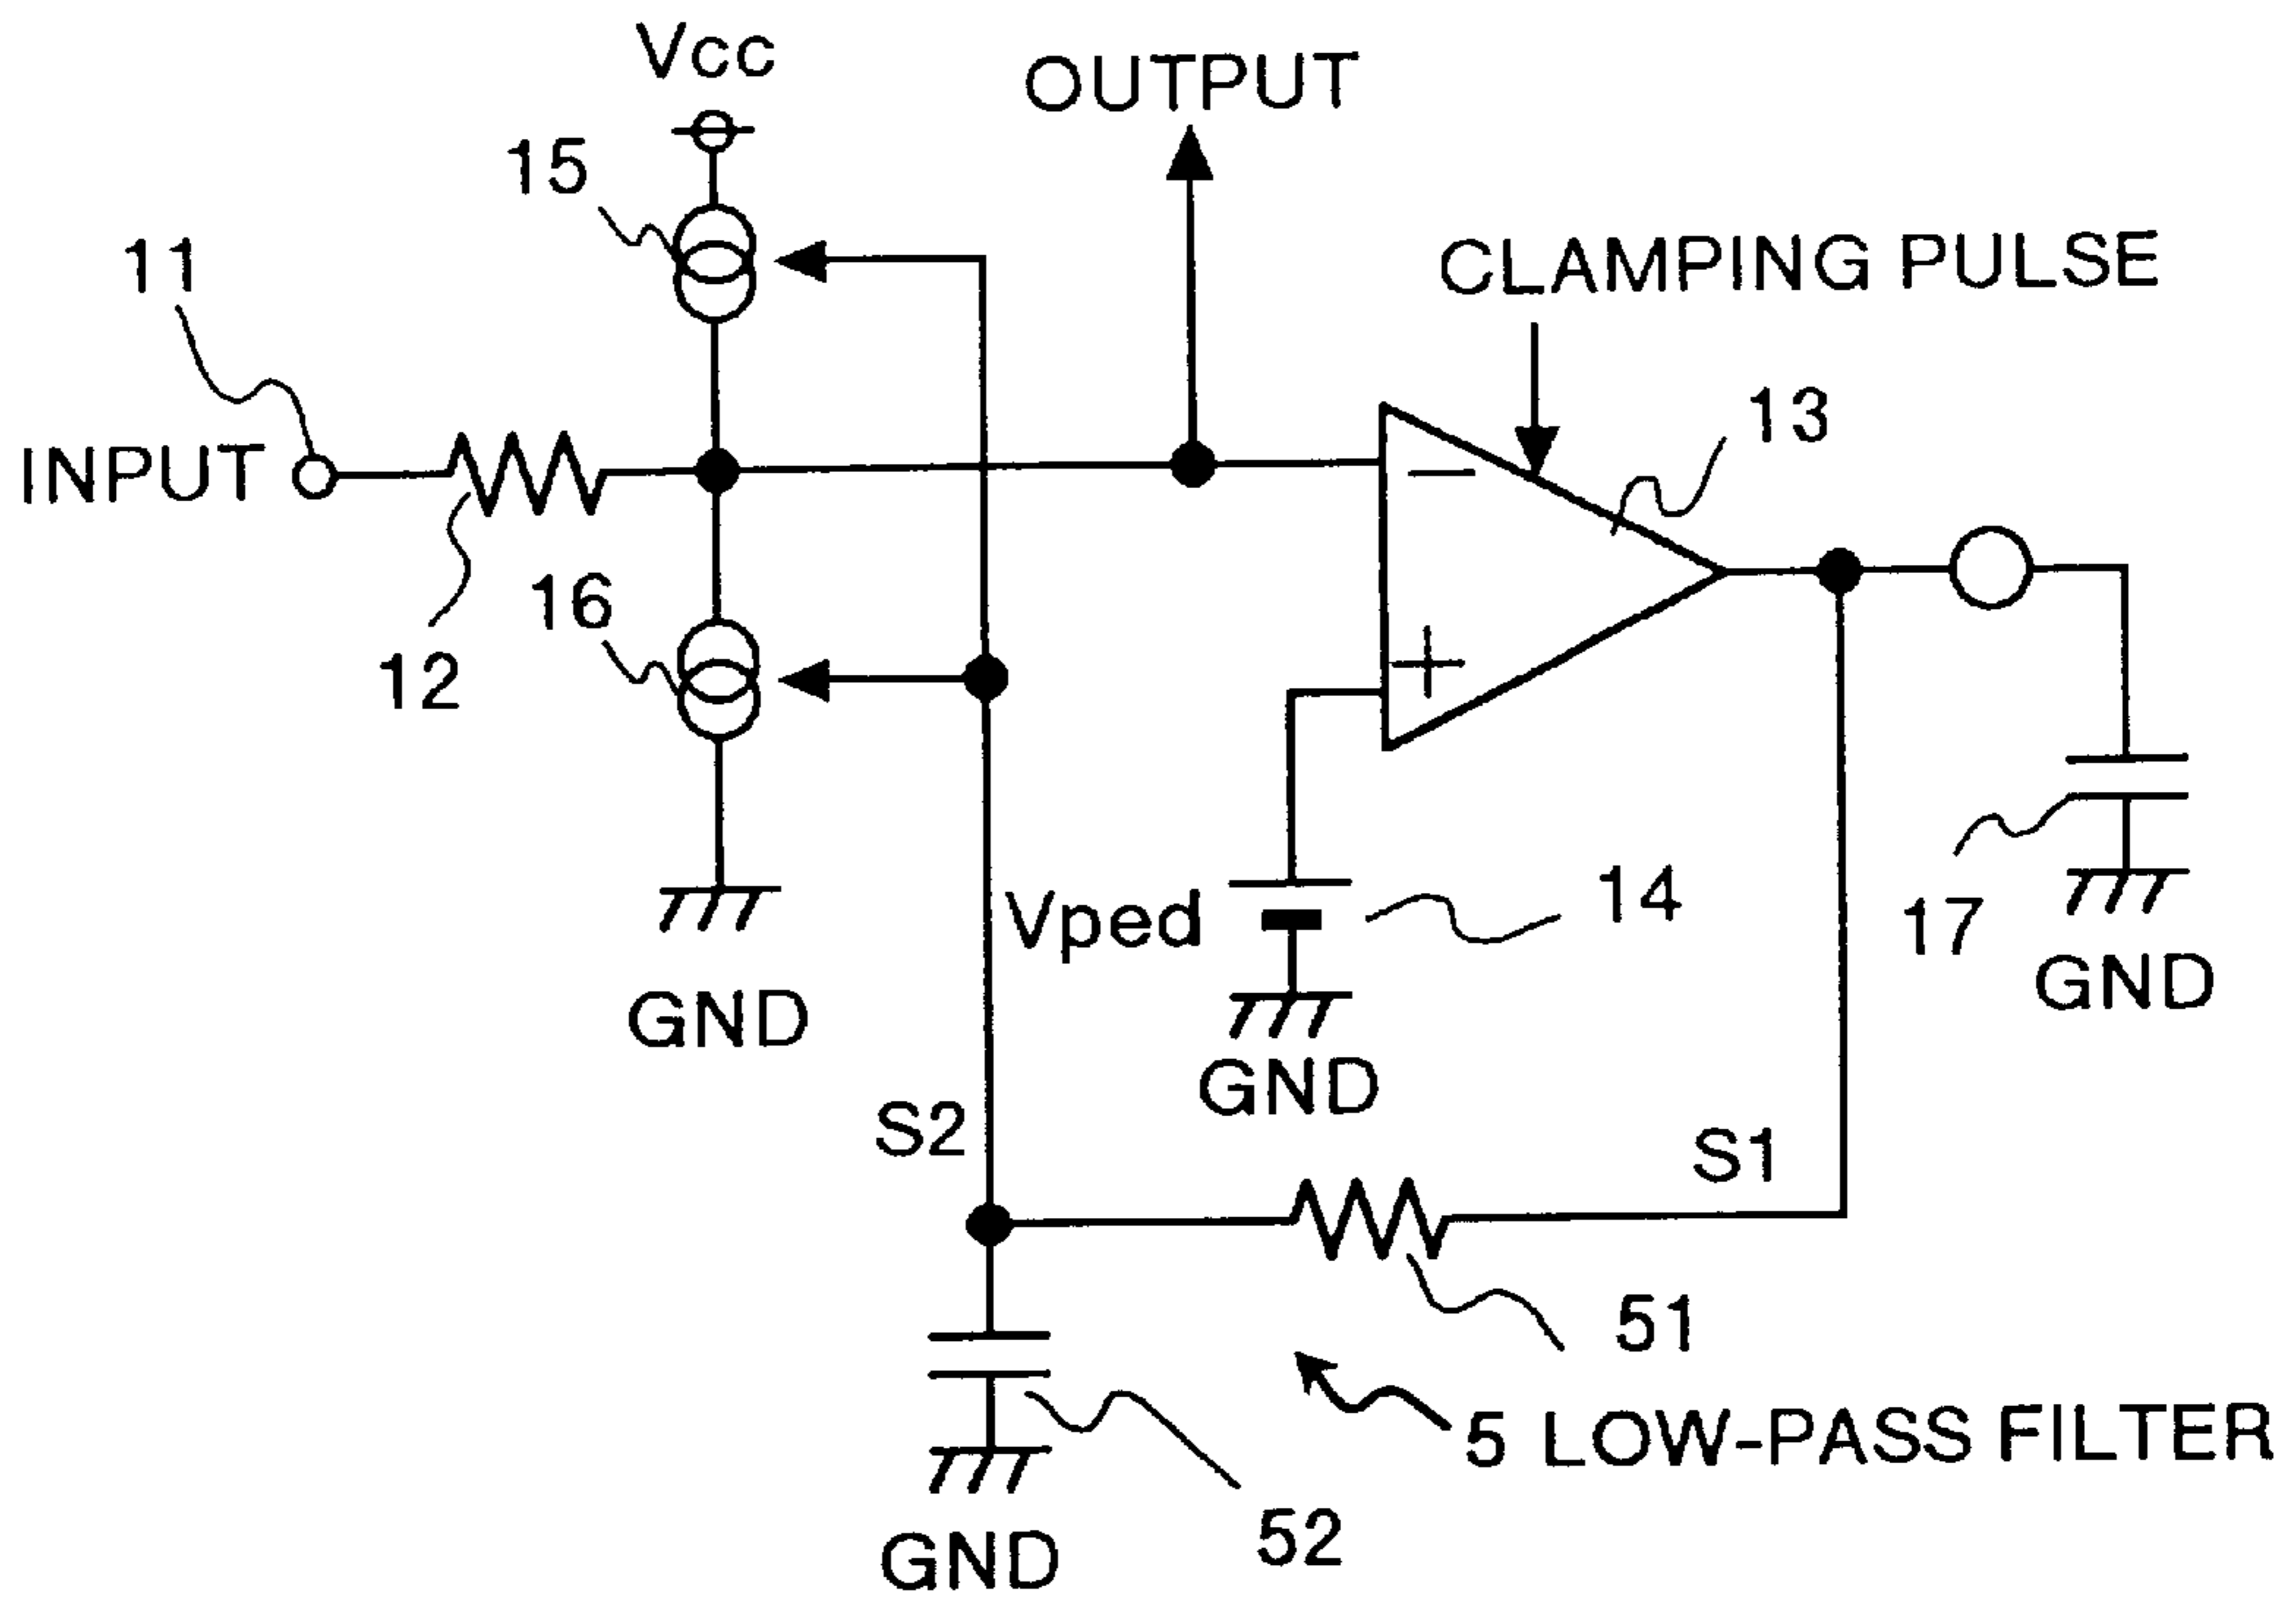 Vcc
OUTPUT
15
CLAMPING PULSE
11
13
INPUT
16
12
14
Vped
17
GND
GND
GND
S2
S1
51
5 LOW-PASS FILTER
52
GND